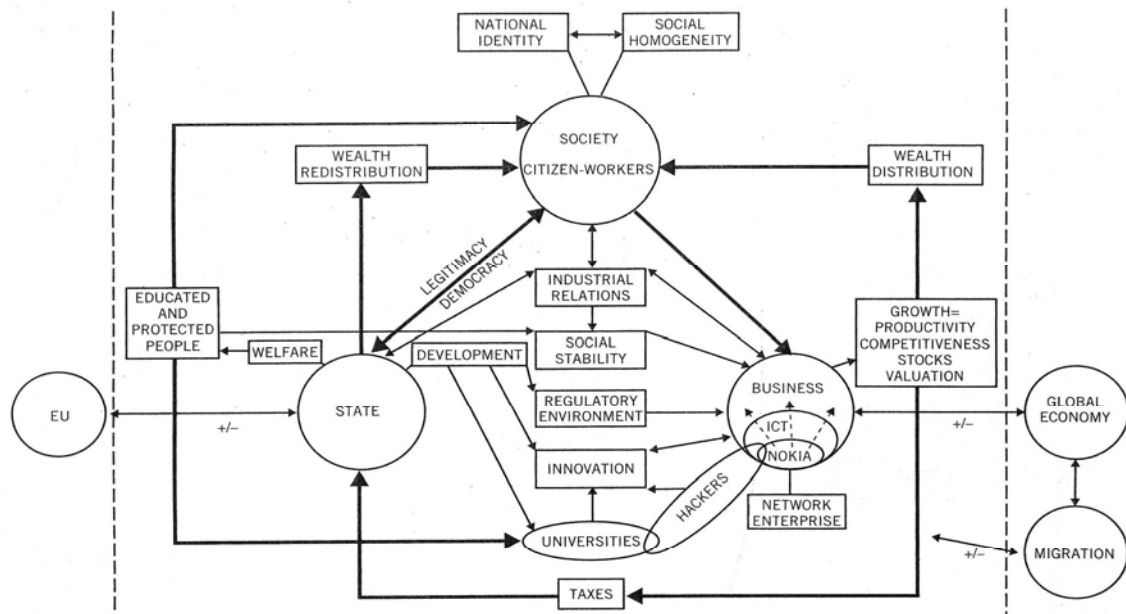 NATIONAL
IDENTITY
SOCIAL
HOMOGENEITY
SOCIETY
CITIZEN-WORKERS
WEALTH
REDISTRIBUTION
WEALTH
DISTRIBUTION
LEGITIMACY
DEMOCRACY
INDUSTRIAL
RELATIONS
EDUCATED
AND
PROTECTED
PEOPLE
WELFARE
DEVELOPMENT
SOCIAL
STABILITY
GROWTH=
PRODUCTIVITY
COMPETITIVENESS
STOCKS
VALUATION
EU
+/–
STATE
REGULATORY
ENVIRONMENT
BUSINESS
ICT
NOKIA
+/–
GLOBAL
ECONOMY
INNOVATION
HACKERS
NETWORK
ENTERPRISE
UNIVERSITIES
+/–
MIGRATION
TAXES